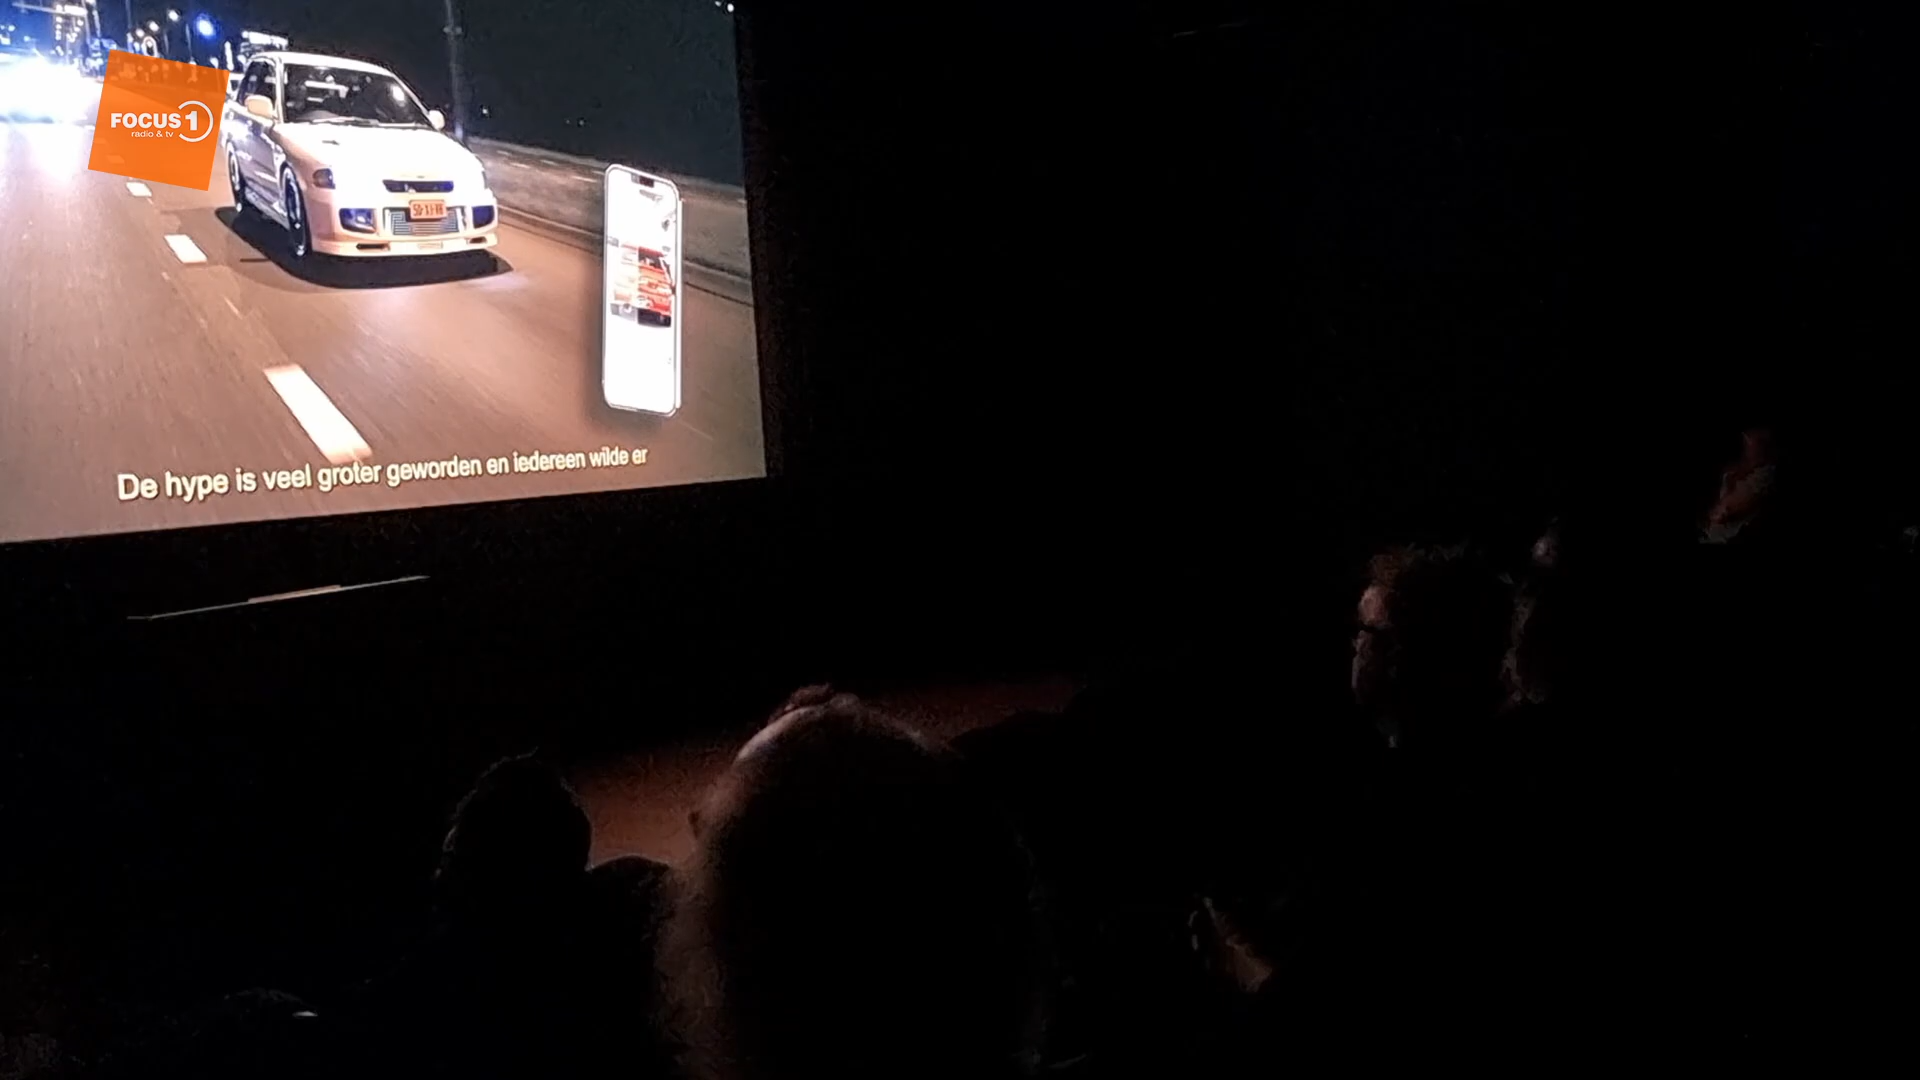 FOCUS 1
radio & tv
De hype is veel groter geworden en iedereen wilde er